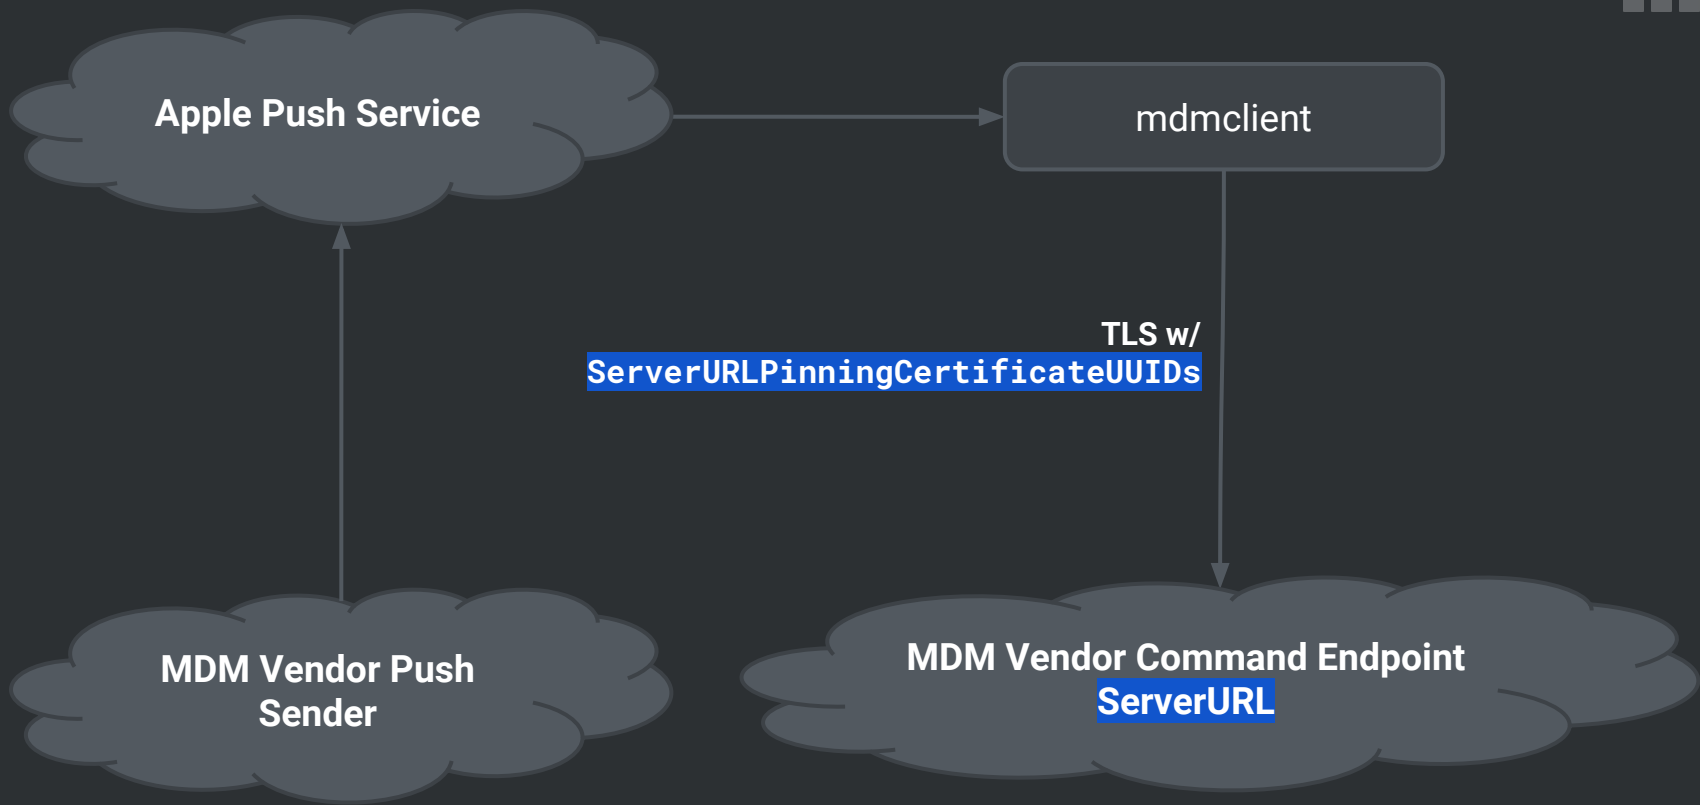 Apple Push Service
mdmclient
TLS w/
ServerURLPinningCertificateUUIDs
MDM Vendor Push
Sender
MDM Vendor Command Endpoint
ServerURL